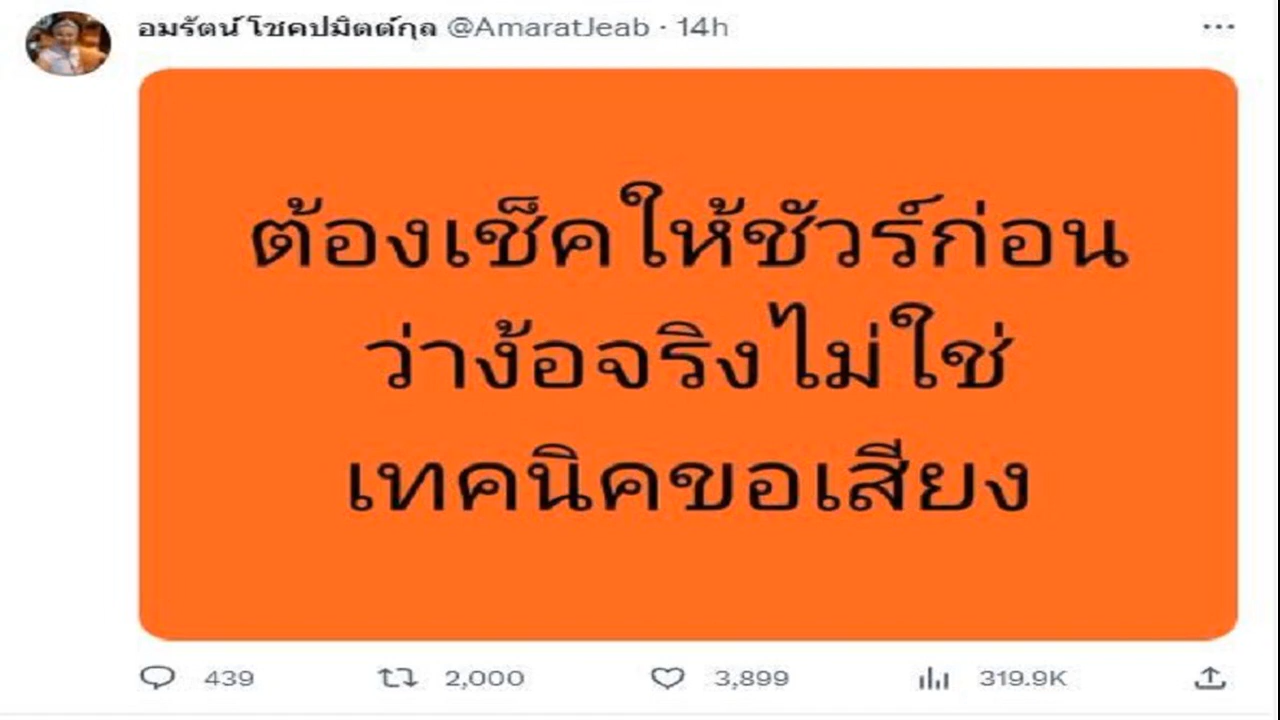 อมรัตน์ โชคปมิตต์กุล @AmaratJeab · 14h
ต้องเช็คให้ชัวร์ก่อน
ว่าง้อจริงไม่ใช่
เทคนิคขอเสียง
439 2,000 3,899 319.9K